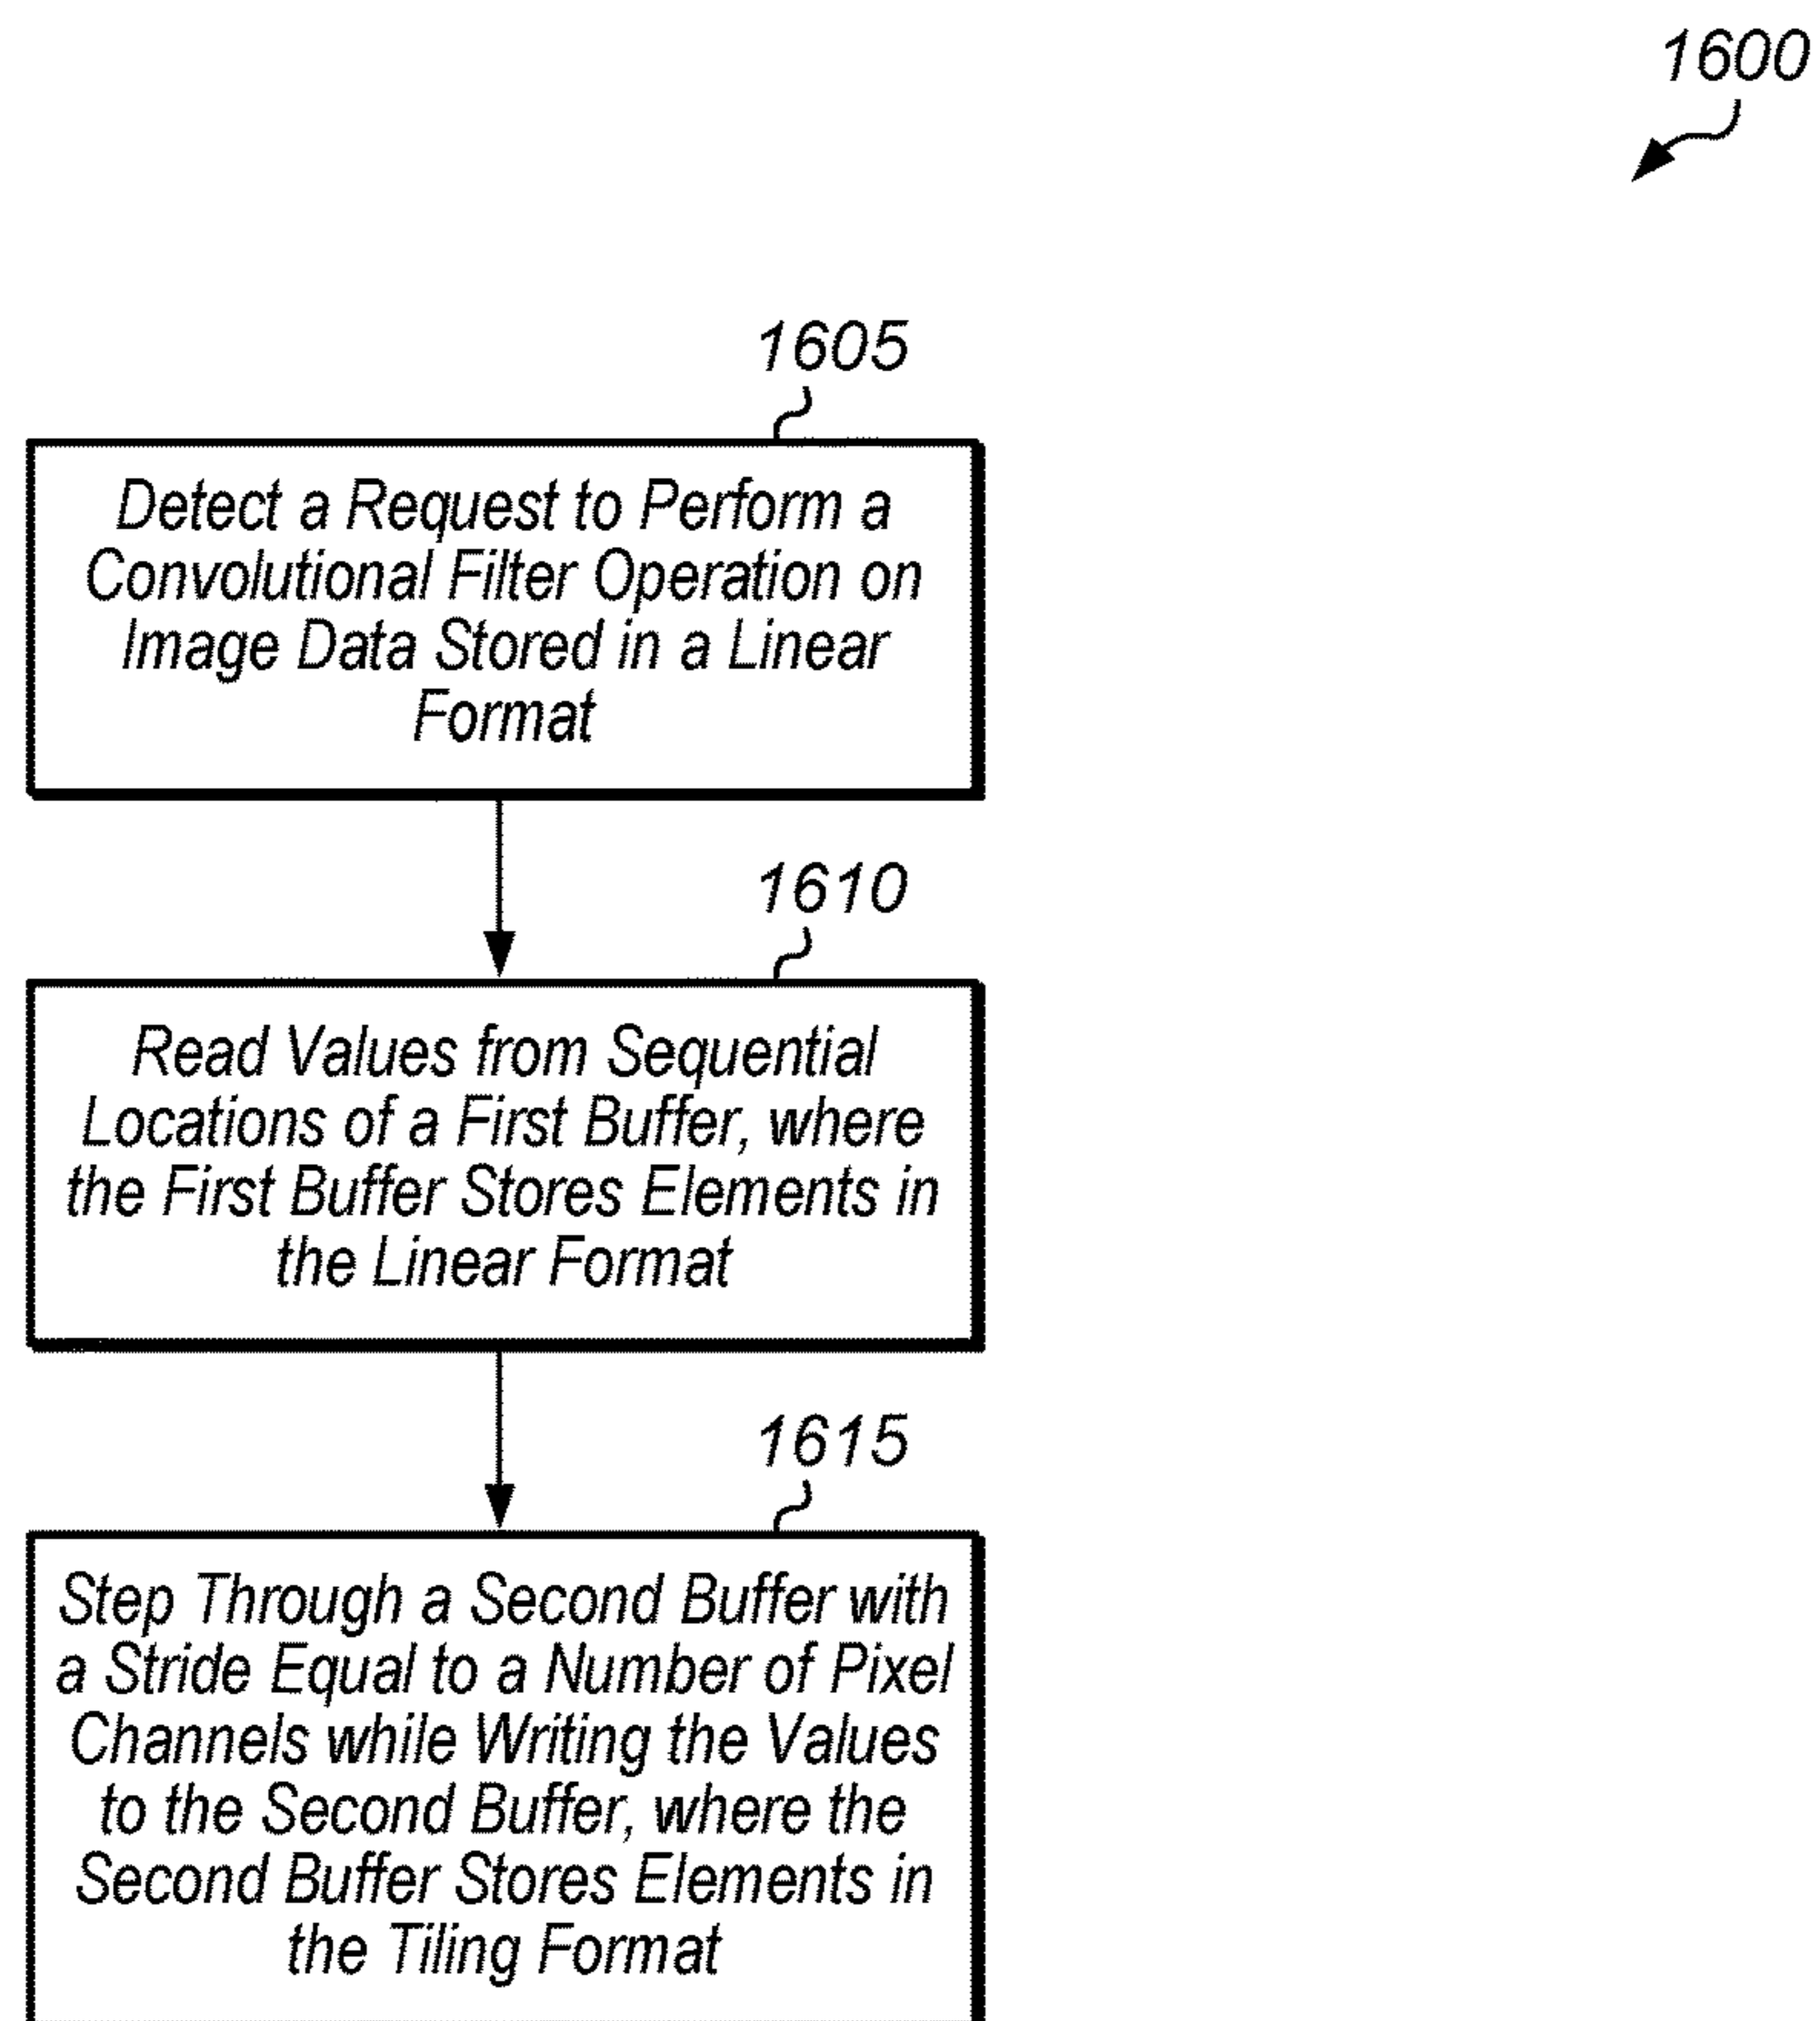 1600
1605
Detect a Request to Perform a
Convolutional Filter Operation on
Image Data Stored in a Linear
Format
1610
Read Values from Sequential
Locations of a First Buffer, where
the First Buffer Stores Elements in
the Linear Format
1615
Step Through a Second Buffer with
a Stride Equal to a Number of Pixel
Channels while Writing the Values
to the Second Buffer, where the
Second Buffer Stores Elements in
the Tiling Format